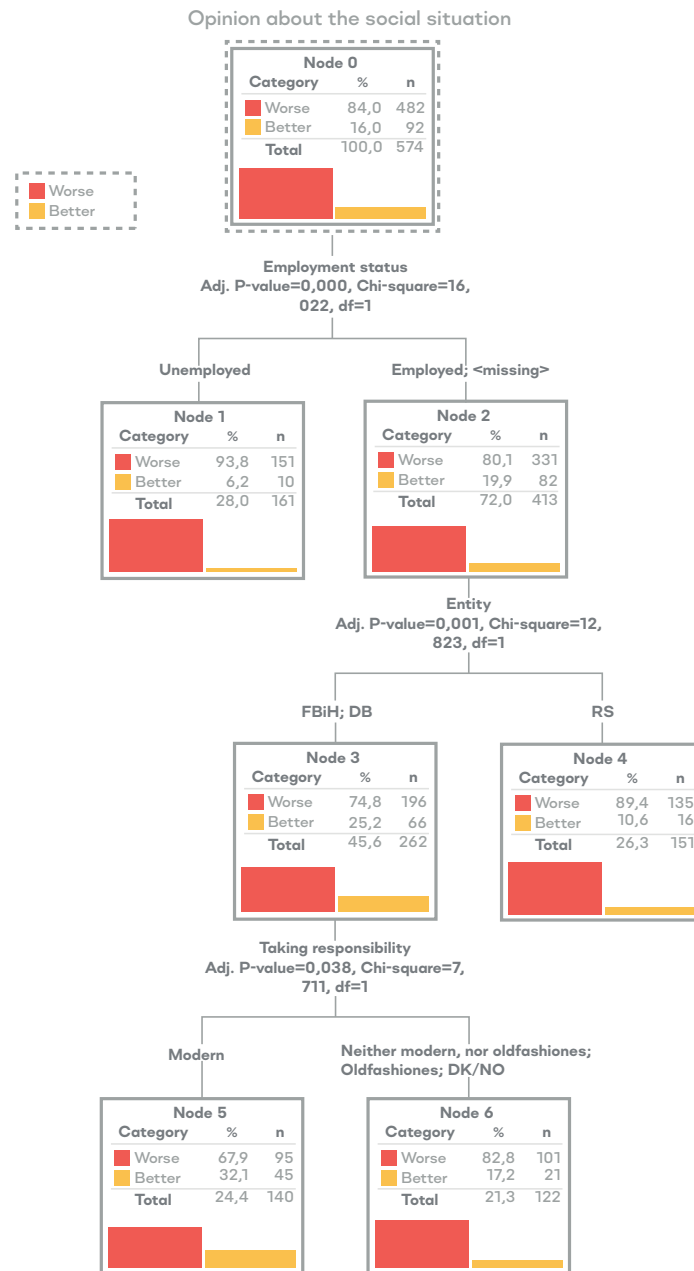 Opinion about the social situation
Node 0
Category % n
Worse 84,0 482
Better 16,0 92
Total 100,0 574
Worse
Better
Employment status
Adj. P-value=0,000, Chi-square=16,
022, df=1
Unemployed
Employed; <missing>
Node 1
Category % n
Worse 93,8 151
Better 6,2 10
Total 28,0 161
Node 2
Category % n
Worse 80,1 331
Better 19,9 82
Total 72,0 413
Entity
Adj. P-value=0,001, Chi-square=12,
823, df=1
FBiH; DB
RS
Node 3
Category % n
Worse 74,8 196
Better 25,2 66
Total 45,6 262
Node 4
Category % n
Worse 89,4 135
Better 10,6 16
Total 26,3 151
Taking responsibility
Adj. P-value=0,038, Chi-square=7,
711, df=1
Modern
Neither modern, nor oldfashiones;
Oldfashiones; DK/NO
Node 5
Category % n
Worse 67,9 95
Better 32,1 45
Total 24,4 140
Node 6
Category % n
Worse 82,8 101
Better 17,2 21
Total 21,3 122